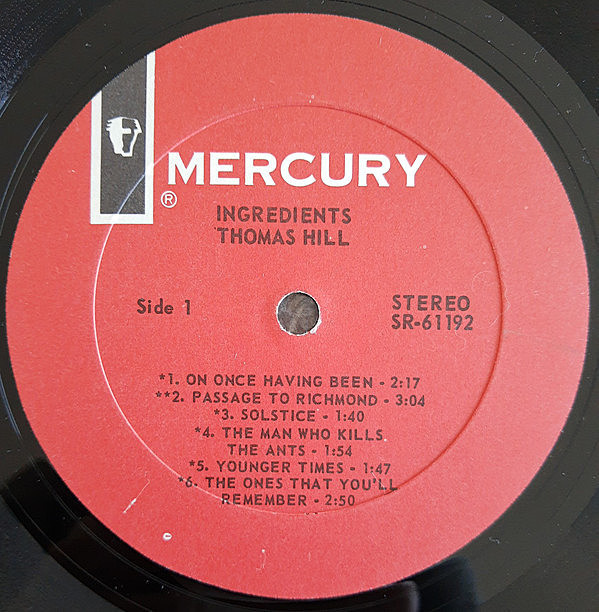 MERCURY
®
INGREDIENTS
THOMAS HILL
Side 1
STEREO
SR-61192
*1. ON ONCE HAVING BEEN - 2:17
**2. PASSAGE TO RICHMOND - 3:04
*3. SOLSTICE - 1:40
*4. THE MAN WHO KILLS
THE ANTS - 1:54
*5. YOUNGER TIMES - 1:47
*6. THE ONES THAT YOU'LL
REMEMBER - 2:50